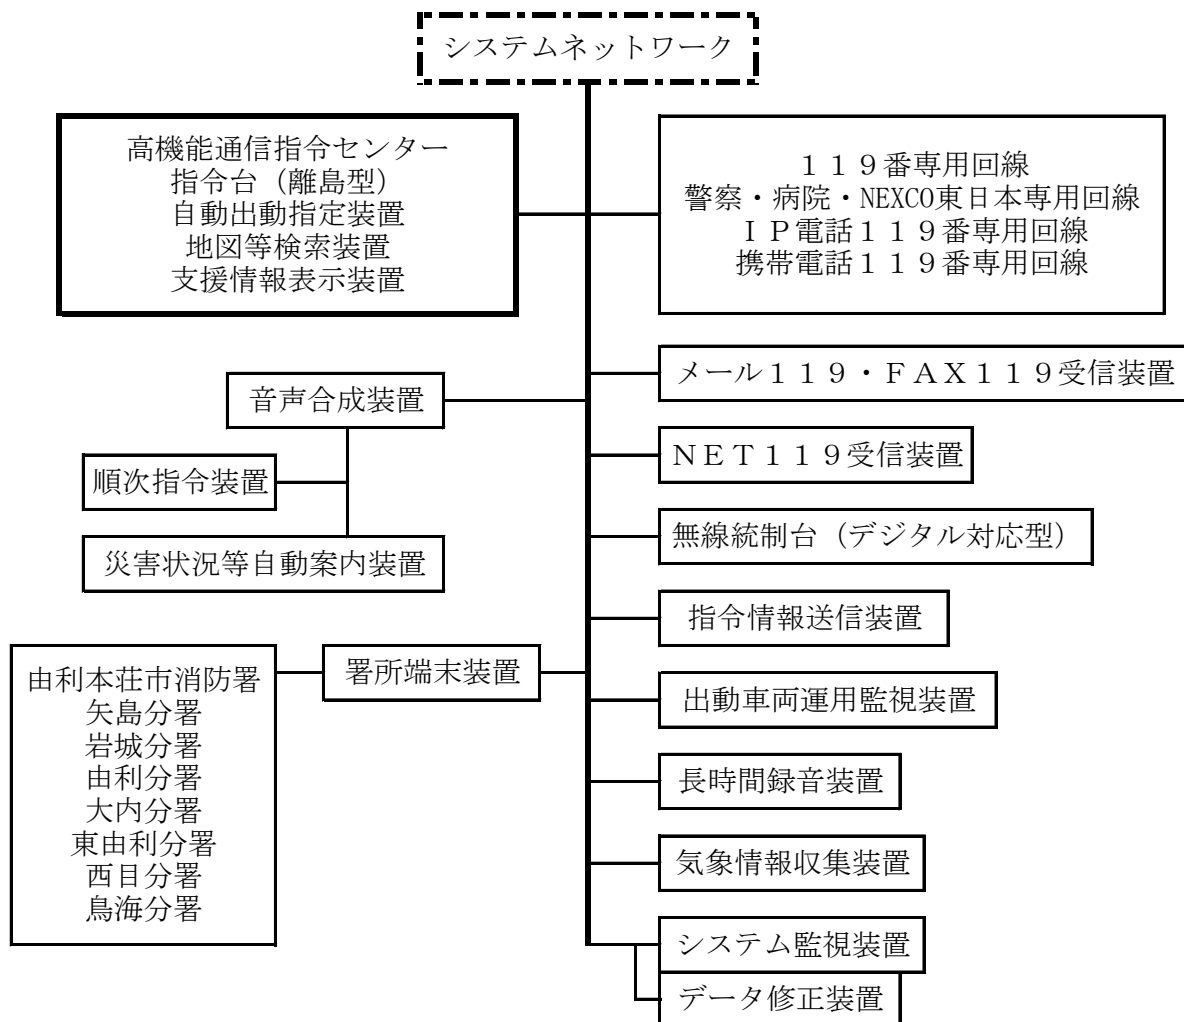 システムネットワーク
高機能通信指令センター
指令台（離島型）
自動出動指定装置
地図等検索装置
支援情報表示装置
１１９番専用回線
警察・病院・NEXCO東日本専用回線
ＩＰ電話１１９番専用回線
携帯電話１１９番専用回線
メール１１９・ＦＡＸ１１９受信装置
音声合成装置
ＮＥＴ１１９受信装置
順次指令装置
無線統制台（デジタル対応型）
災害状況等自動案内装置
指令情報送信装置
署所端末装置
由利本荘市消防署
矢島分署
岩城分署
由利分署
大内分署
東由利分署
西目分署
鳥海分署
出動車両運用監視装置
長時間録音装置
気象情報収集装置
システム監視装置
データ修正装置